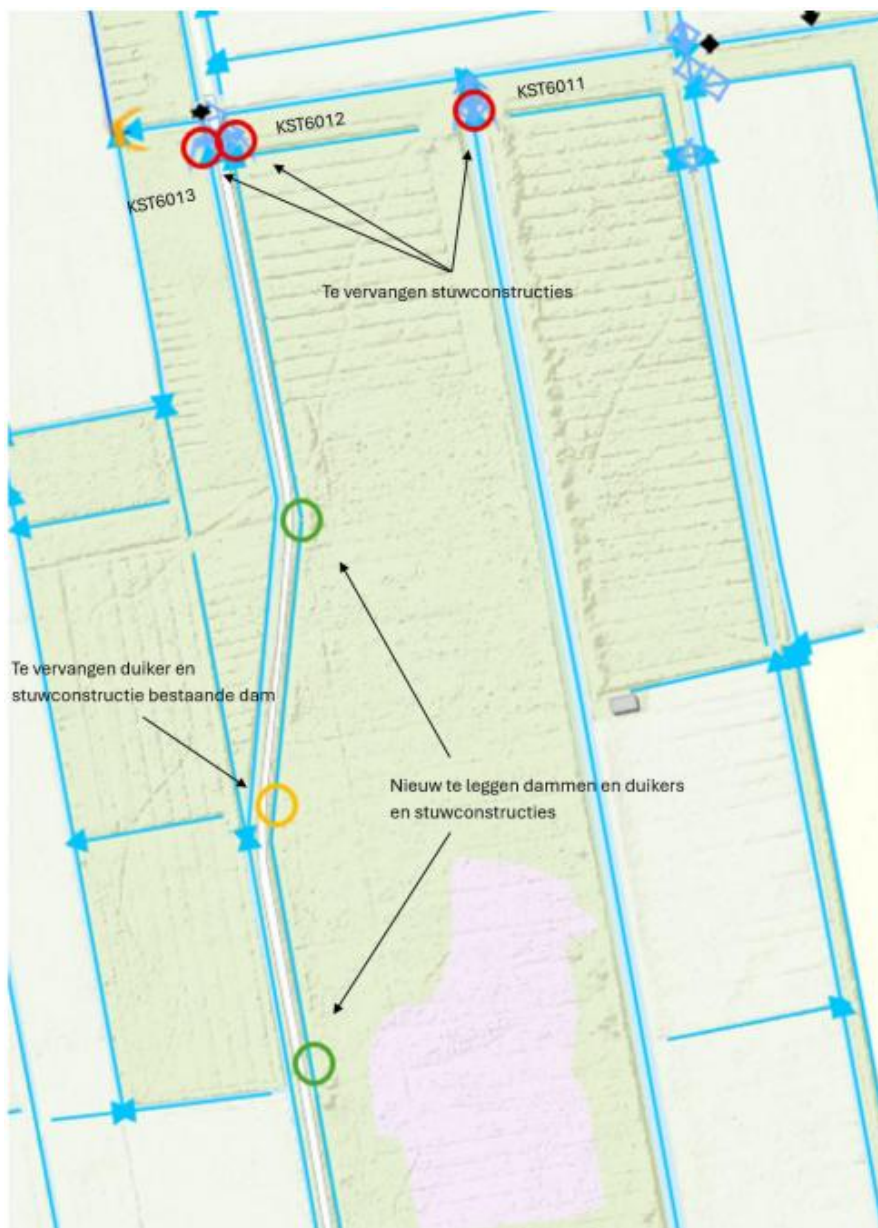 KST6011
KST6012
KST6013
Te vervangen stuwconstructies
Te vervangen duiker en
stuwconstructie bestaande dam
Nieuw te leggen dammen en duikers
en stuwconstructies